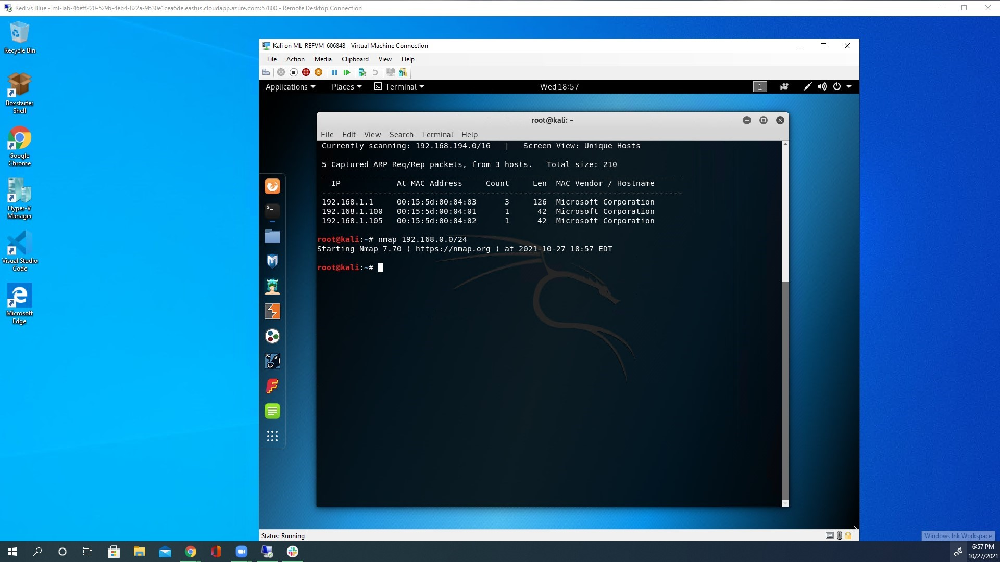 Red vs Blue - ml-lab-46eff220-529b-4eb4-822a-9b30e1cea6de.eastus.cloudapp.azure.com:57800 - Remote Desktop Connection
Recycle Bin
Boxstarter
Shell
Google
Chrome
Hyper-V
Manager
Visual Studio
Code
Microsoft
Edge
Kali on ML-REFVM-606848 - Virtual Machine Connection
File Action Media Clipboard View Help
Applications Places Terminal Wed 18:57 1
root@kali: ~
File Edit View Search Terminal Help
Currently scanning: 192.168.194.0/16 | Screen View: Unique Hosts
5 Captured ARP Req/Rep packets, from 3 hosts. Total size: 210
_____________________________________________________________________________
IP At MAC Address Count Len MAC Vendor / Hostname
-----------------------------------------------------------------------------
192.168.1.1 00:15:5d:00:04:03 3 126 Microsoft Corporation
192.168.1.100 00:15:5d:00:04:01 1 42 Microsoft Corporation
192.168.1.105 00:15:5d:00:04:02 1 42 Microsoft Corporation
root@kali:~# nmap 192.168.0.0/24
Starting Nmap 7.70 ( https://nmap.org ) at 2021-10-27 18:57 EDT
root@kali:~#
Status: Running
Windows Ink Workspace
6:57 PM
10/27/2021